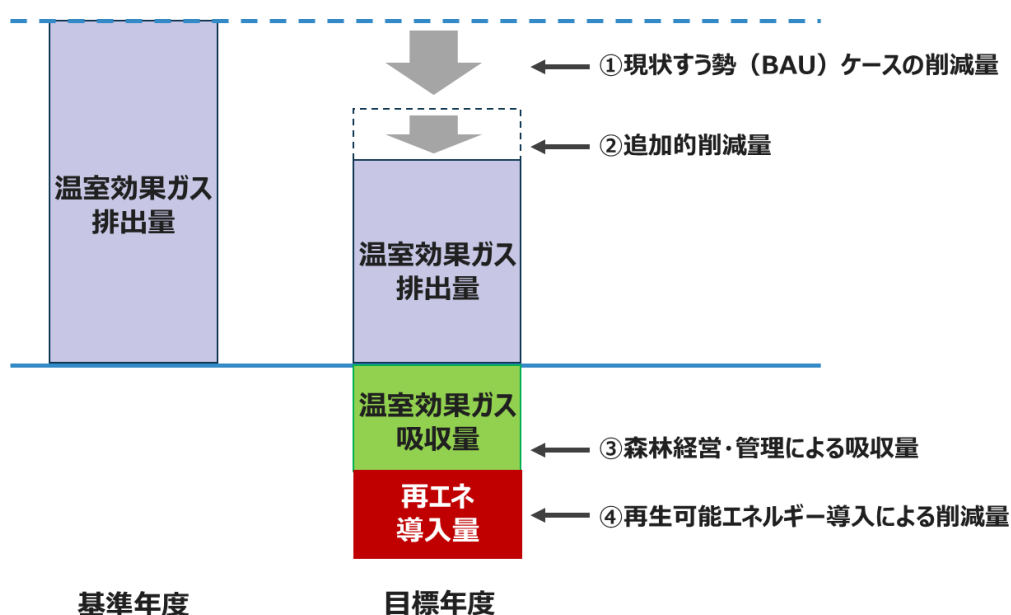 ①現状すう勢（BAU）ケースの削減量
②追加的削減量
温室効果ガス
排出量
温室効果ガス
排出量
温室効果ガス
吸収量
③森林経営・管理による吸収量
再エネ
導入量
④再生可能エネルギー導入による削減量
基準年度
目標年度